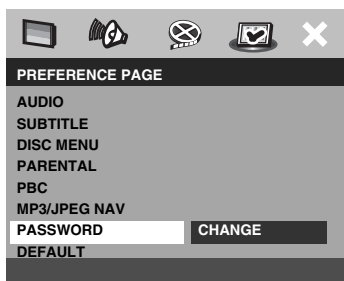 PREFERENCE PAGE
AUDIO
SUBTITLE
DISC MENU
PARENTAL
PBC
MP3/JPEG NAV
PASSWORD CHANGE
DEFAULT